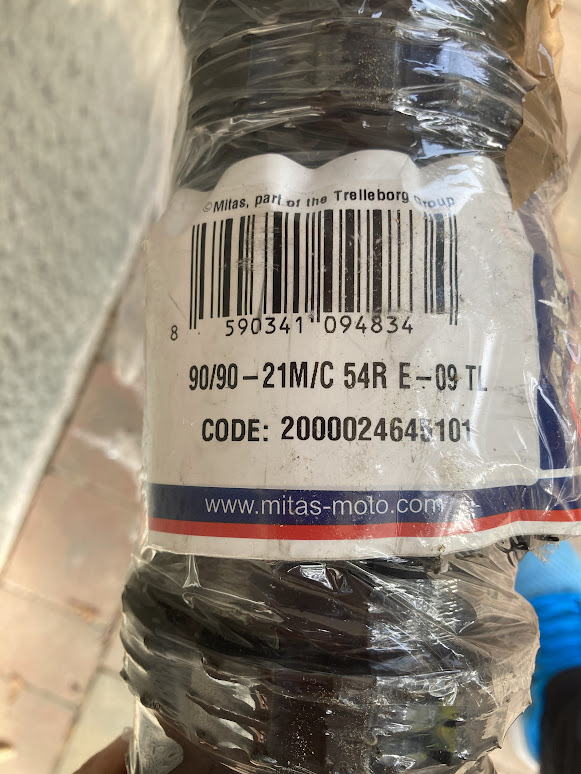 ©Mitas, part of the Trelleborg group
8 590341 094834
90/90-21M/C 54R E-09 TL
CODE:
www.mitas-moto.com